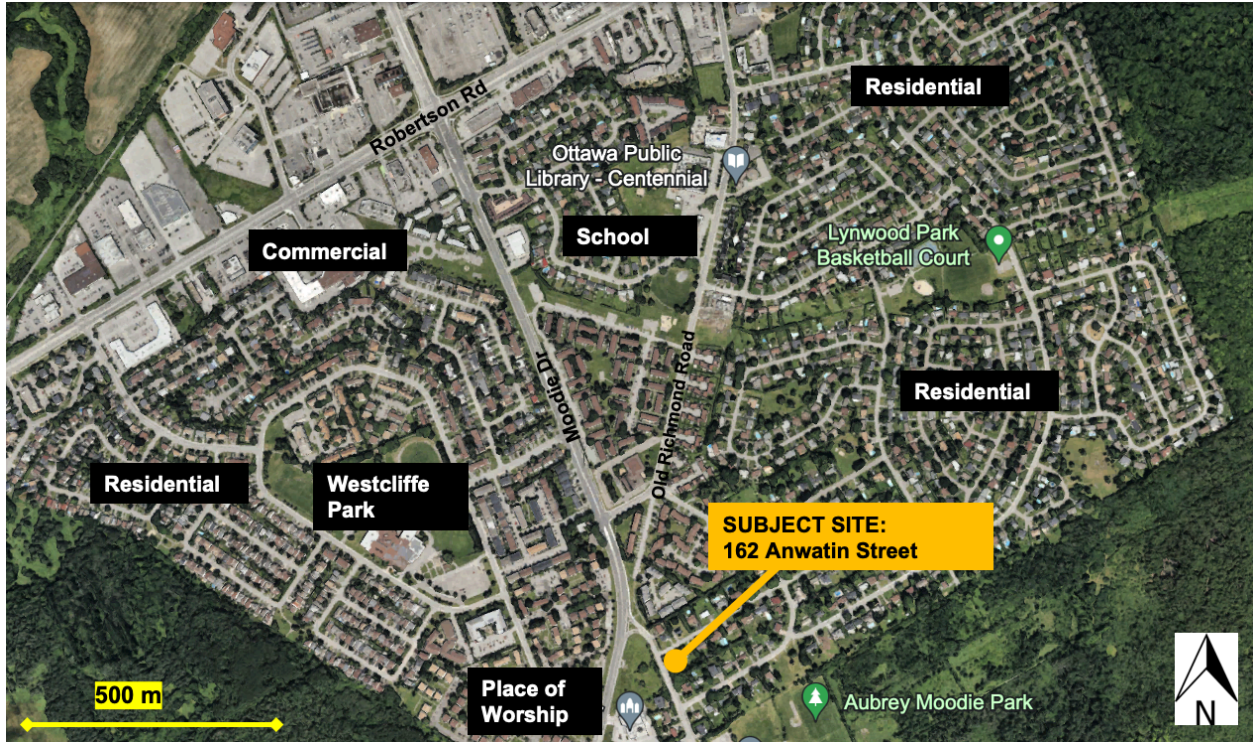 Residential
Robertson Rd
Ottawa Public
Library - Centennial
School
Commercial
Lynwood Park
Basketball Court
Moodie Dr
Old Richmond Road
Residential
Residential
Westcliffe
Park
SUBJECT SITE:
162 Anwatin Street
500 m
Place of
Worship
Aubrey Moodie Park
N